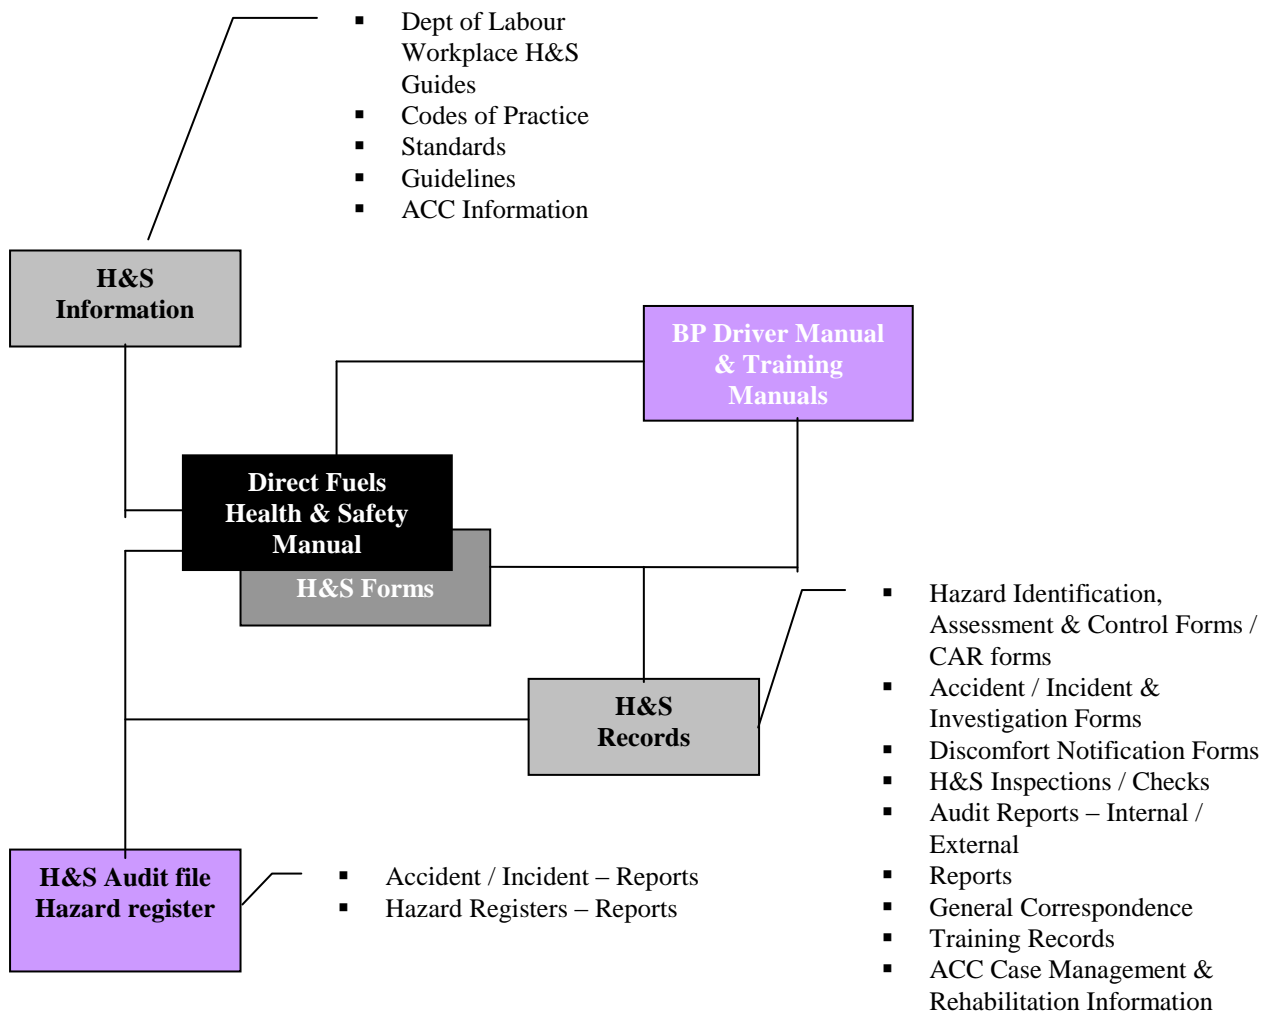 ▪ Dept of Labour
Workplace H&S
Guides
▪ Codes of Practice
▪ Standards
▪ Guidelines
▪ ACC Information
H&S
Information
BP Driver Manual
& Training
Manuals
Direct Fuels
Health & Safety
Manual
H&S Forms
H&S
Records
▪ Hazard Identification,
Assessment & Control Forms /
CAR forms
▪ Accident / Incident &
Investigation Forms
▪ Discomfort Notification Forms
▪ H&S Inspections / Checks
▪ Audit Reports – Internal /
External
▪ Reports
▪ General Correspondence
▪ Training Records
▪ ACC Case Management &
Rehabilitation Information
H&S Audit file
Hazard register
▪ Accident / Incident – Reports
▪ Hazard Registers – Reports